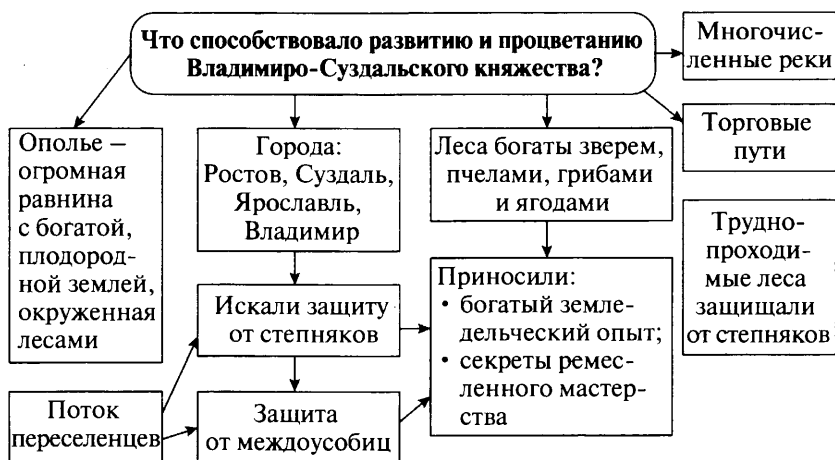 Что способствовало развитию и процветанию
Владимиро-Суздальского княжества?
Многочис-
ленные реки
Ополье –
огромная
равнина
с богатой,
плодород-
ной землей,
окруженная
лесами
Города:
Ростов, Суздаль,
Ярославль,
Владимир
Леса богаты зверем,
пчелами, грибами
и ягодами
Торговые
пути
Трудно-
проходи-
мые леса
защищали
от степняков
Искали защиту
от степняков
Приносили:
• богатый земле-
дельческий опыт;
• секреты ремес-
ленного мастер-
ства
Поток
переселенцев
Защита
от междоусобиц